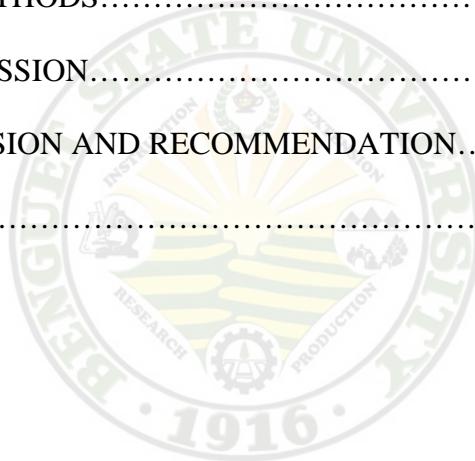 THODS…………………………………
SSION…………………………………
SION AND RECOMMENDATION…
…………………………………………
BENGUET STATE UNIVERSITY
INSTRUCTION
EXTENSION
RESEARCH
PRODUCTION
· 1916 ·